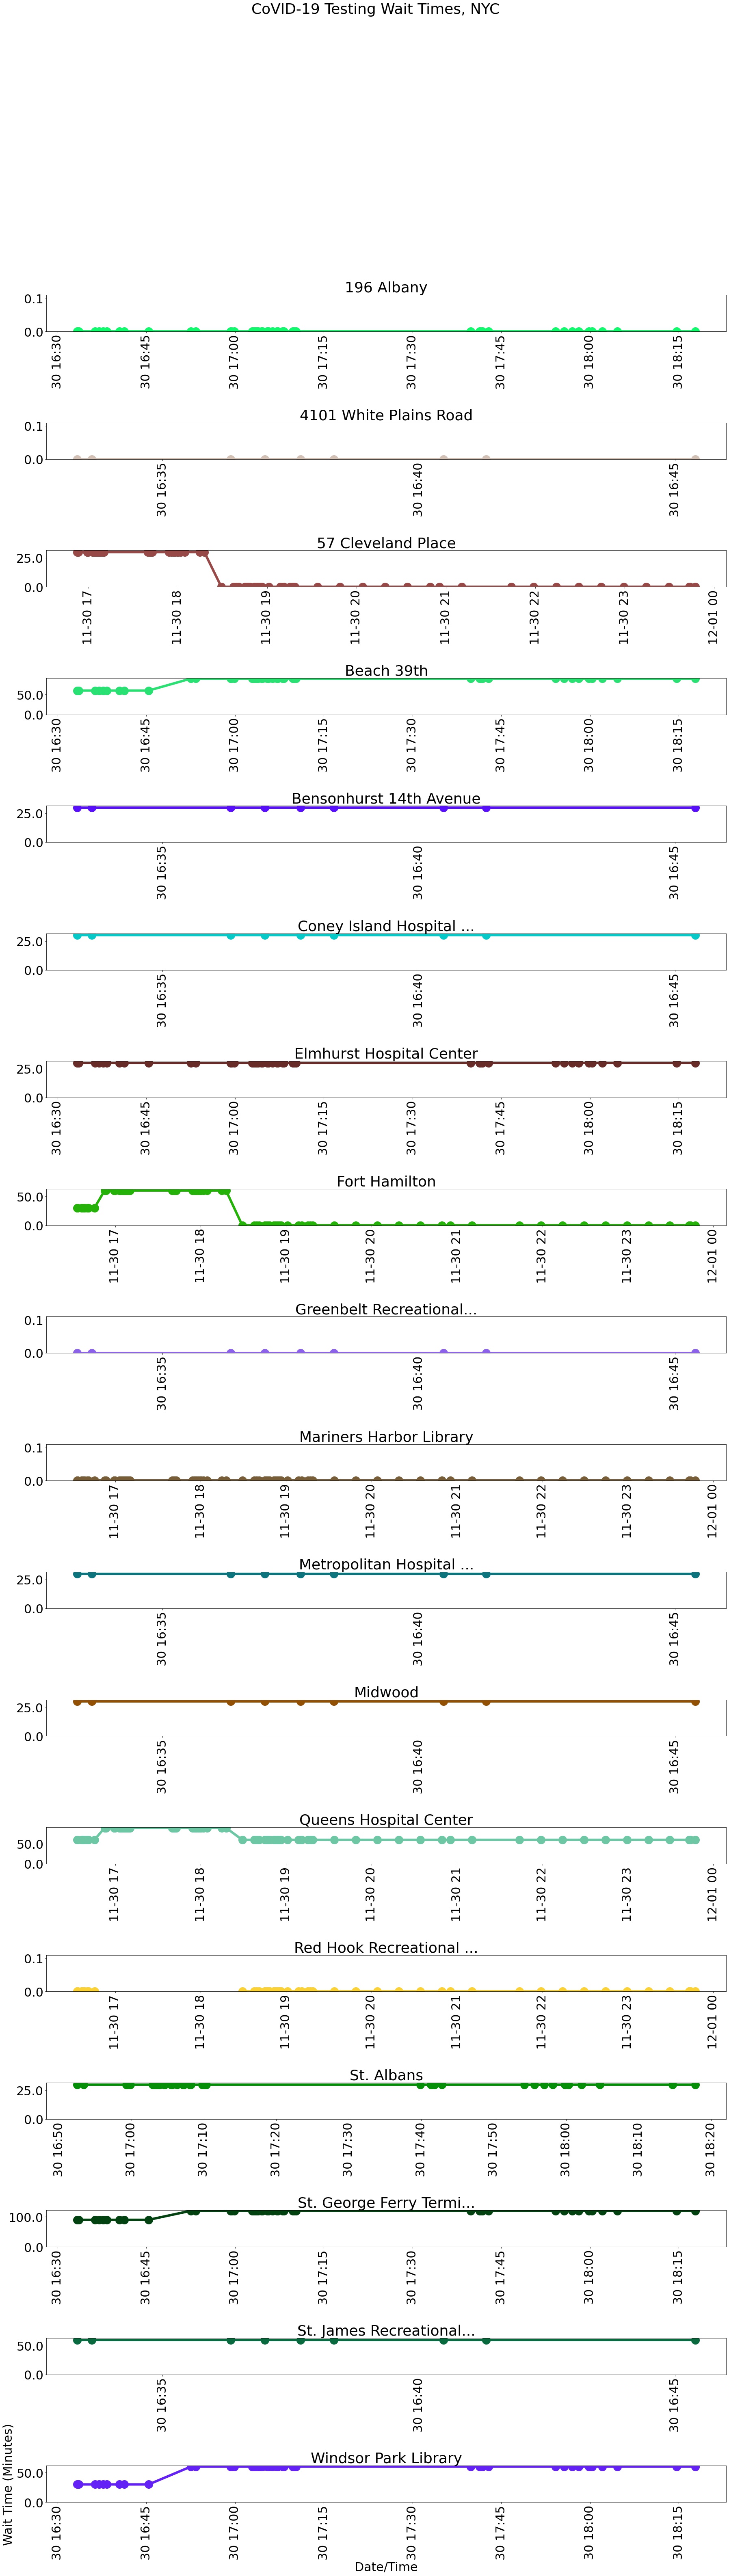 CoVID-19 Testing Wait Times, NYC
196 Albany
0.1
0.0
30 16:30 30 16:45 30 17:00 30 17:15 30 17:30 30 17:45 30 18:00 30 18:15
4101 White Plains Road
0.1
0.0
30 16:35 30 16:40 30 16:45
57 Cleveland Place
25.0
0.0
11-30 17 11-30 18 11-30 19 11-30 20 11-30 21 11-30 22 11-30 23 12-01 00
Beach 39th
50.0
0.0
30 16:30 30 16:45 30 17:00 30 17:15 30 17:30 30 17:45 30 18:00 30 18:15
Bensonhurst 14th Avenue
25.0
0.0
30 16:35 30 16:40 30 16:45
Coney Island Hospital ...
25.0
0.0
30 16:35 30 16:40 30 16:45
Elmhurst Hospital Center
25.0
0.0
30 16:30 30 16:45 30 17:00 30 17:15 30 17:30 30 17:45 30 18:00 30 18:15
Fort Hamilton
50.0
0.0
11-30 17 11-30 18 11-30 19 11-30 20 11-30 21 11-30 22 11-30 23 12-01 00
Greenbelt Recreational...
0.1
0.0
30 16:35 30 16:40 30 16:45
Mariners Harbor Library
0.1
0.0
11-30 17 11-30 18 11-30 19 11-30 20 11-30 21 11-30 22 11-30 23 12-01 00
Metropolitan Hospital ...
25.0
0.0
30 16:35 30 16:40 30 16:45
Midwood
25.0
0.0
30 16:35 30 16:40 30 16:45
Queens Hospital Center
50.0
0.0
11-30 17 11-30 18 11-30 19 11-30 20 11-30 21 11-30 22 11-30 23 12-01 00
Red Hook Recreational ...
0.1
0.0
11-30 17 11-30 18 11-30 19 11-30 20 11-30 21 11-30 22 11-30 23 12-01 00
St. Albans
25.0
0.0
30 16:50 30 17:00 30 17:10 30 17:20 30 17:30 30 17:40 30 17:50 30 18:00 30 18:10 30 18:20
St. George Ferry Termi...
100.0
0.0
30 16:30 30 16:45 30 17:00 30 17:15 30 17:30 30 17:45 30 18:00 30 18:15
St. James Recreational...
50.0
0.0
30 16:35 30 16:40 30 16:45
Wait Time (Minutes)
Windsor Park Library
50.0
0.0
30 16:30 30 16:45 30 17:00 30 17:15 30 17:30 30 17:45 30 18:00 30 18:15
Date/Time